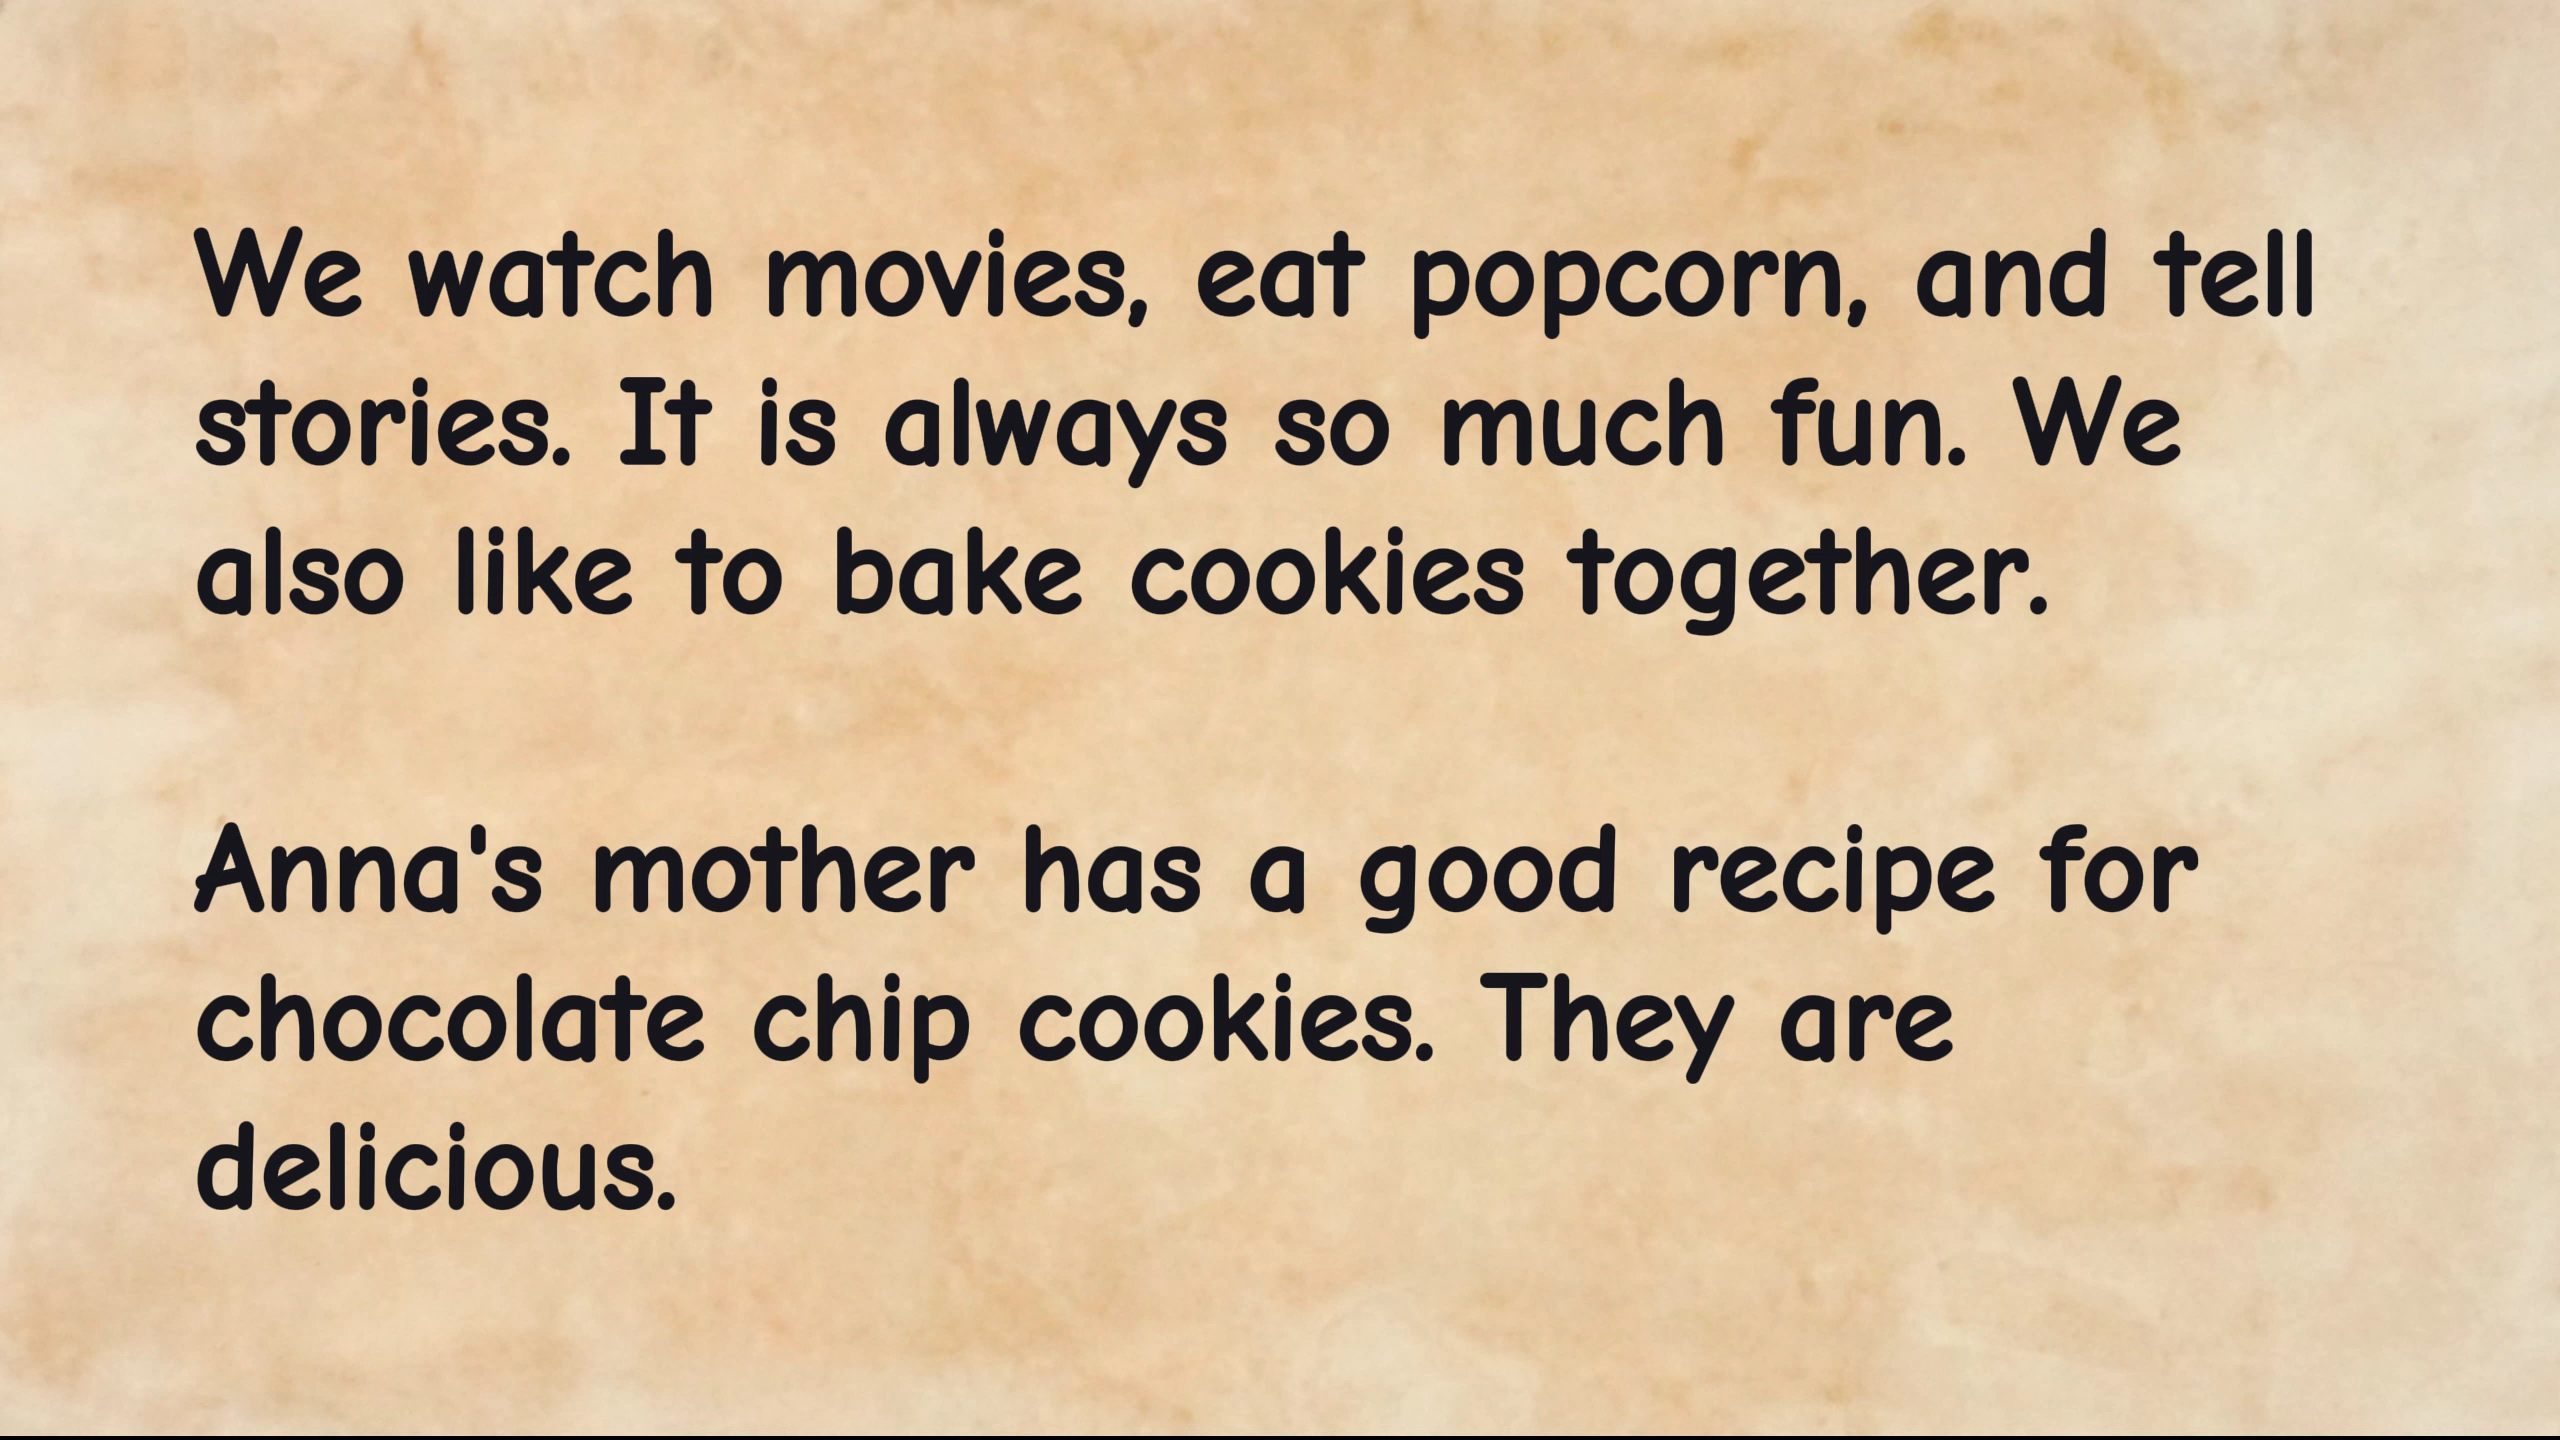 We watch movies, eat popcorn, and tell
stories. It is always so much fun. We
also like to bake cookies together.
Anna's mother has a good recipe for
chocolate chip cookies. They are
delicious.